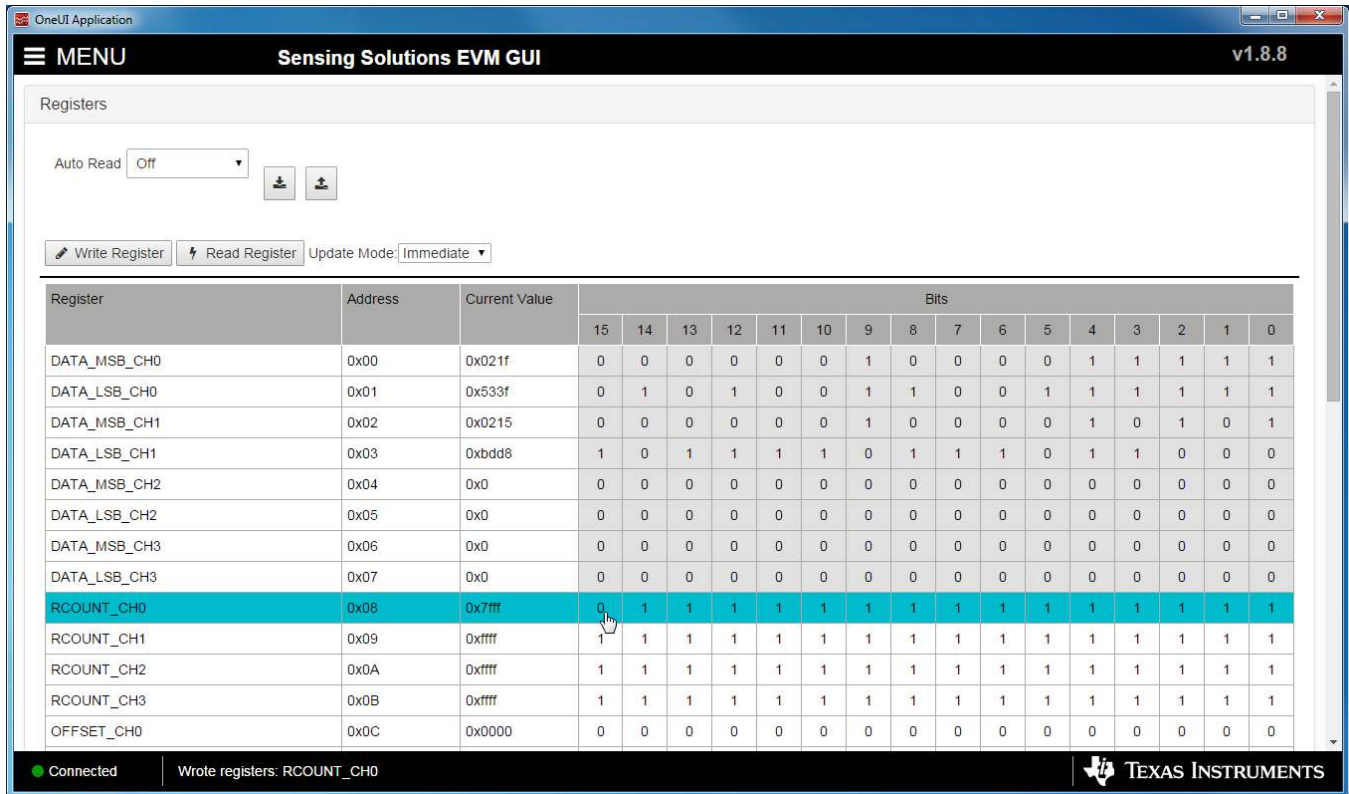 OneUI Application
MENU Sensing Solutions EVM GUI v1.8.8
Registers
Auto Read Off
Write Register Read Register Update Mode: Immediate
Register Address Current Value Bits
15 14 13 12 11 10 9 8 7 6 5 4 3 2 1 0
DATA_MSB_CH0 0x00 0x021f 0 0 0 0 0 0 1 0 0 0 0 1 1 1 1 1
DATA_LSB_CH0 0x01 0x533f 0 1 0 1 0 0 1 1 0 0 1 1 1 1 1 1
DATA_MSB_CH1 0x02 0x0215 0 0 0 0 0 0 1 0 0 0 0 1 0 1 0 1
DATA_LSB_CH1 0x03 0xbdd8 1 0 1 1 1 1 0 1 1 1 0 1 1 0 0 0
DATA_MSB_CH2 0x04 0x0 0 0 0 0 0 0 0 0 0 0 0 0 0 0 0 0
DATA_LSB_CH2 0x05 0x0 0 0 0 0 0 0 0 0 0 0 0 0 0 0 0 0
DATA_MSB_CH3 0x06 0x0 0 0 0 0 0 0 0 0 0 0 0 0 0 0 0 0
DATA_LSB_CH3 0x07 0x0 0 0 0 0 0 0 0 0 0 0 0 0 0 0 0 0
RCOUNT_CH0 0x08 0x7fff 0 1 1 1 1 1 1 1 1 1 1 1 1 1 1 1
RCOUNT_CH1 0x09 0xffff 1 1 1 1 1 1 1 1 1 1 1 1 1 1 1 1
RCOUNT_CH2 0x0A 0xffff 1 1 1 1 1 1 1 1 1 1 1 1 1 1 1 1
RCOUNT_CH3 0x0B 0xffff 1 1 1 1 1 1 1 1 1 1 1 1 1 1 1 1
OFFSET_CH0 0x0C 0x0000 0 0 0 0 0 0 0 0 0 0 0 0 0 0 0 0
Connected Wrote registers: RCOUNT_CH0 TEXAS INSTRUMENTS